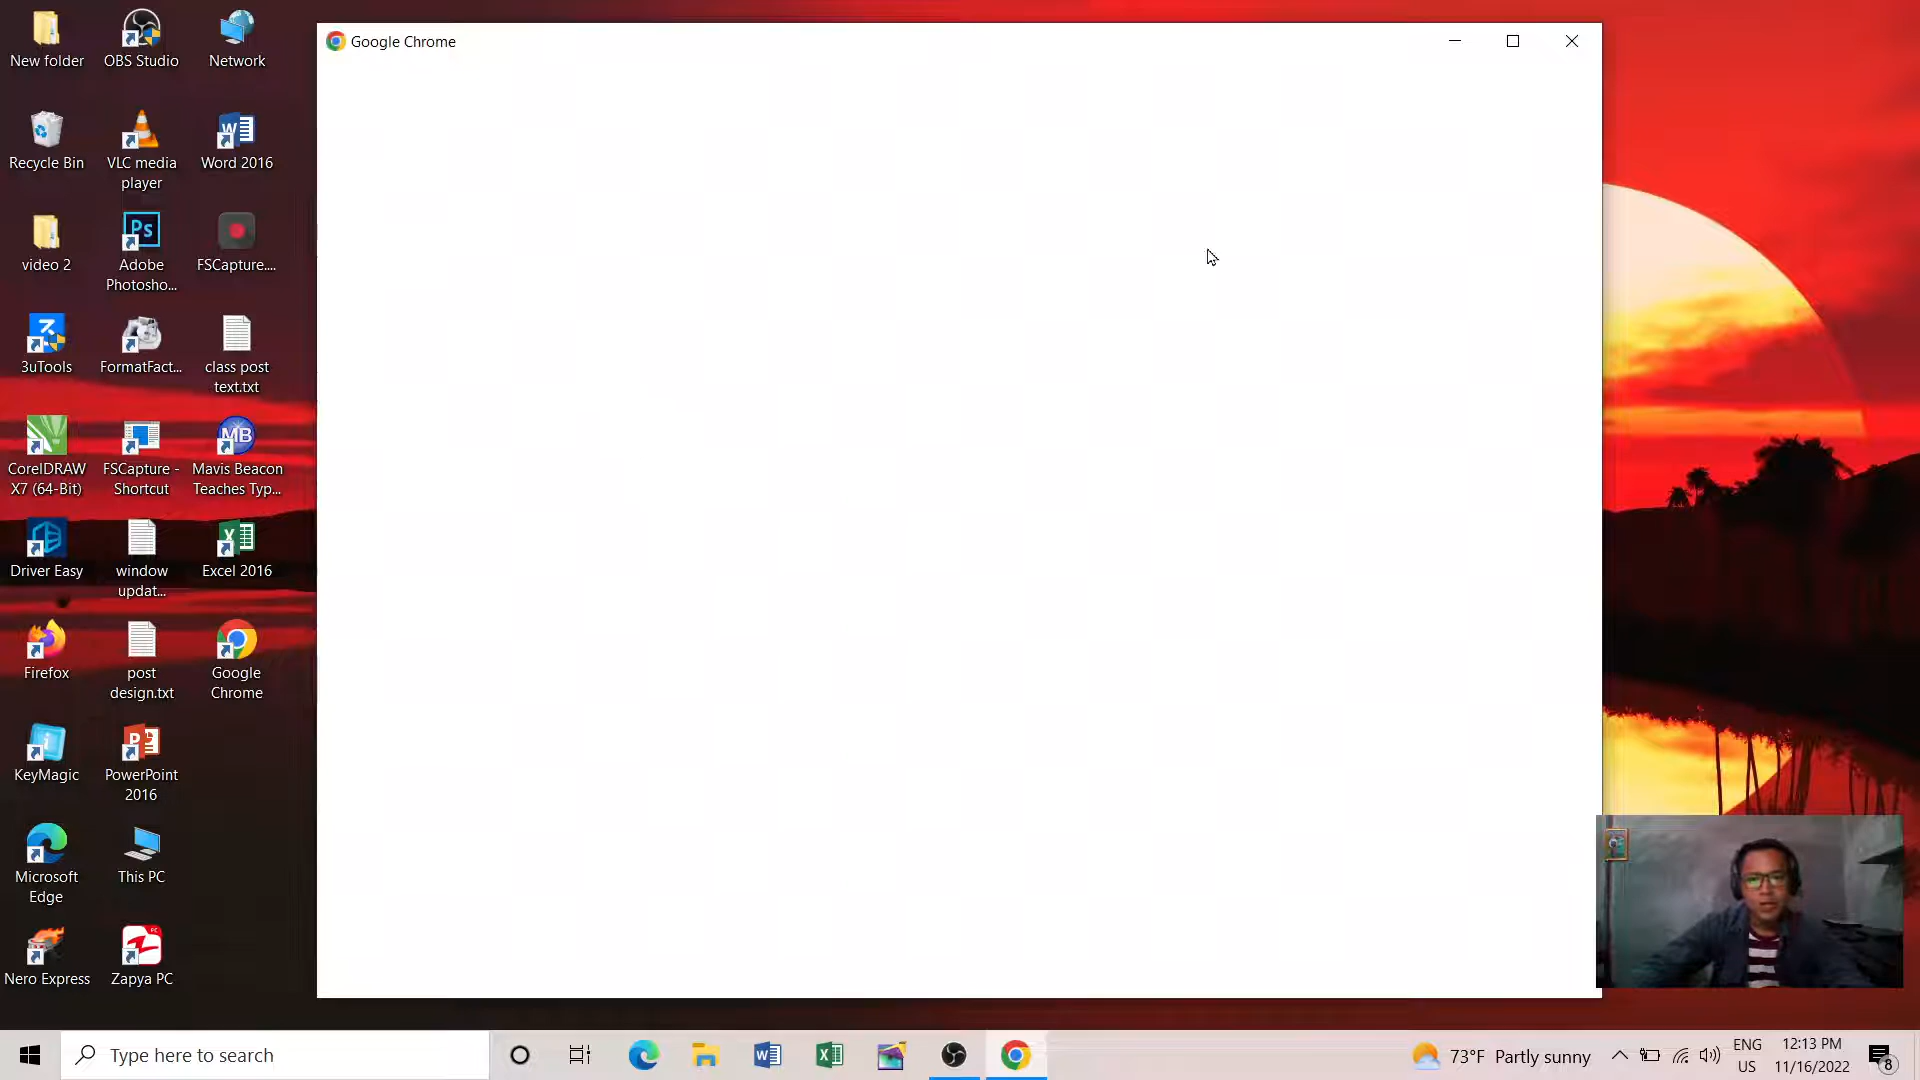 New folder
OBS Studio
Network
Google Chrome
Recycle Bin
VLC media
player
Word 2016
video 2
Adobe
Photosho...
FSCapture....
3uTools
FormatFact...
class post
text.txt
CorelDRAW
X7 (64-Bit)
FSCapture -
Shortcut
Mavis Beacon
Teaches Typ...
Driver Easy
window
updat...
Excel 2016
Firefox
post
design.txt
Google
Chrome
KeyMagic
PowerPoint
2016
Microsoft
Edge
This PC
Nero Express
Zapya PC
Type here to search
73°F Partly sunny
ENG
US
12:13 PM
11/16/2022
8